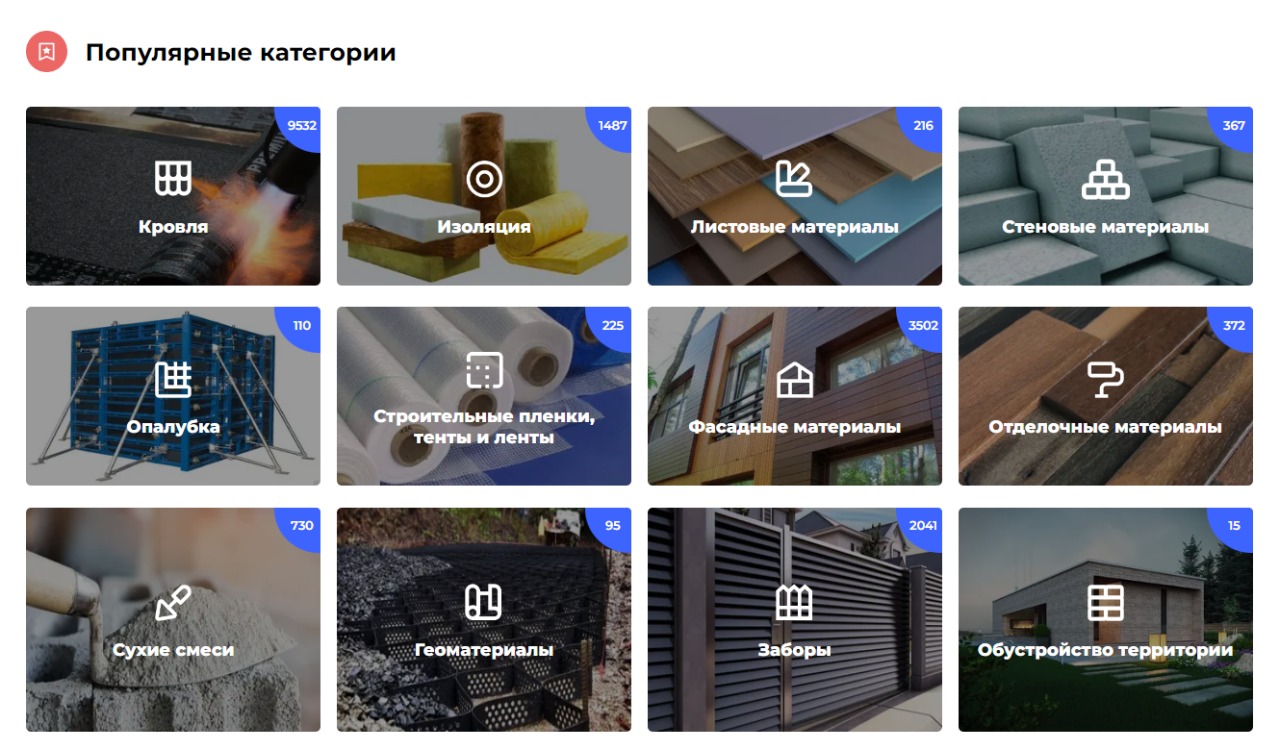 Популярные категории
9532
Кровля
1487
Изоляция
216
Листовые материалы
367
Стеновые материалы
110
Опалубка
225
Строительные пленки,
тенты и ленты
3502
Фасадные материалы
372
Отделочные материалы
730
Сухие смеси
95
Геоматериалы
2041
Заборы
15
Обустройство территории